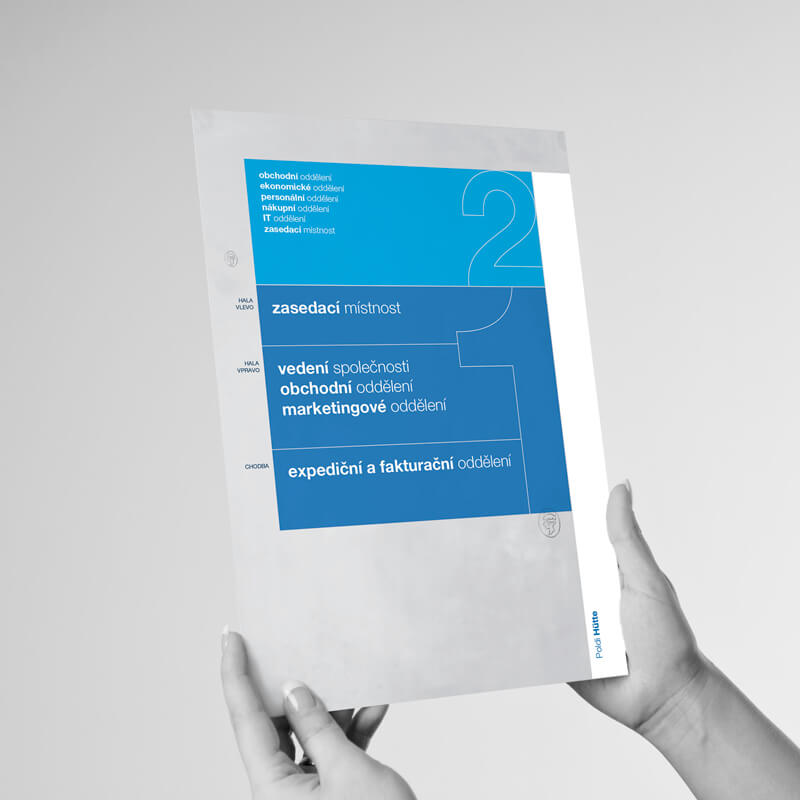 obchodní oddělení
ekonomické oddělení
personální oddělení
nákupní oddělení
IT oddělení
zasedací místnost
2
HALA
VLEVO
zasedací místnost
1
HALA
VPRAVO
vedení společnosti
obchodní oddělení
marketingové oddělení
CHODBA
expediční a fakturační oddělení
Poldi Hütte